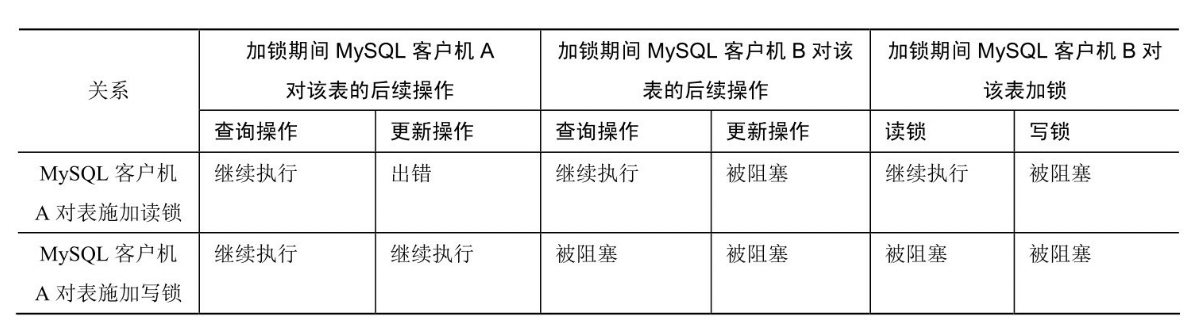 关系
加锁期间 MySQL 客户机 A
对该表的后续操作
加锁期间 MySQL 客户机 B 对该
表的后续操作
加锁期间 MySQL 客户机 B 对
该表加锁
查询操作
更新操作
查询操作
更新操作
读锁
写锁
MySQL 客户机
A 对表施加读锁
继续执行
出错
继续执行
被阻塞
继续执行
被阻塞
MySQL 客户机
A 对表施加写锁
继续执行
继续执行
被阻塞
被阻塞
被阻塞
被阻塞